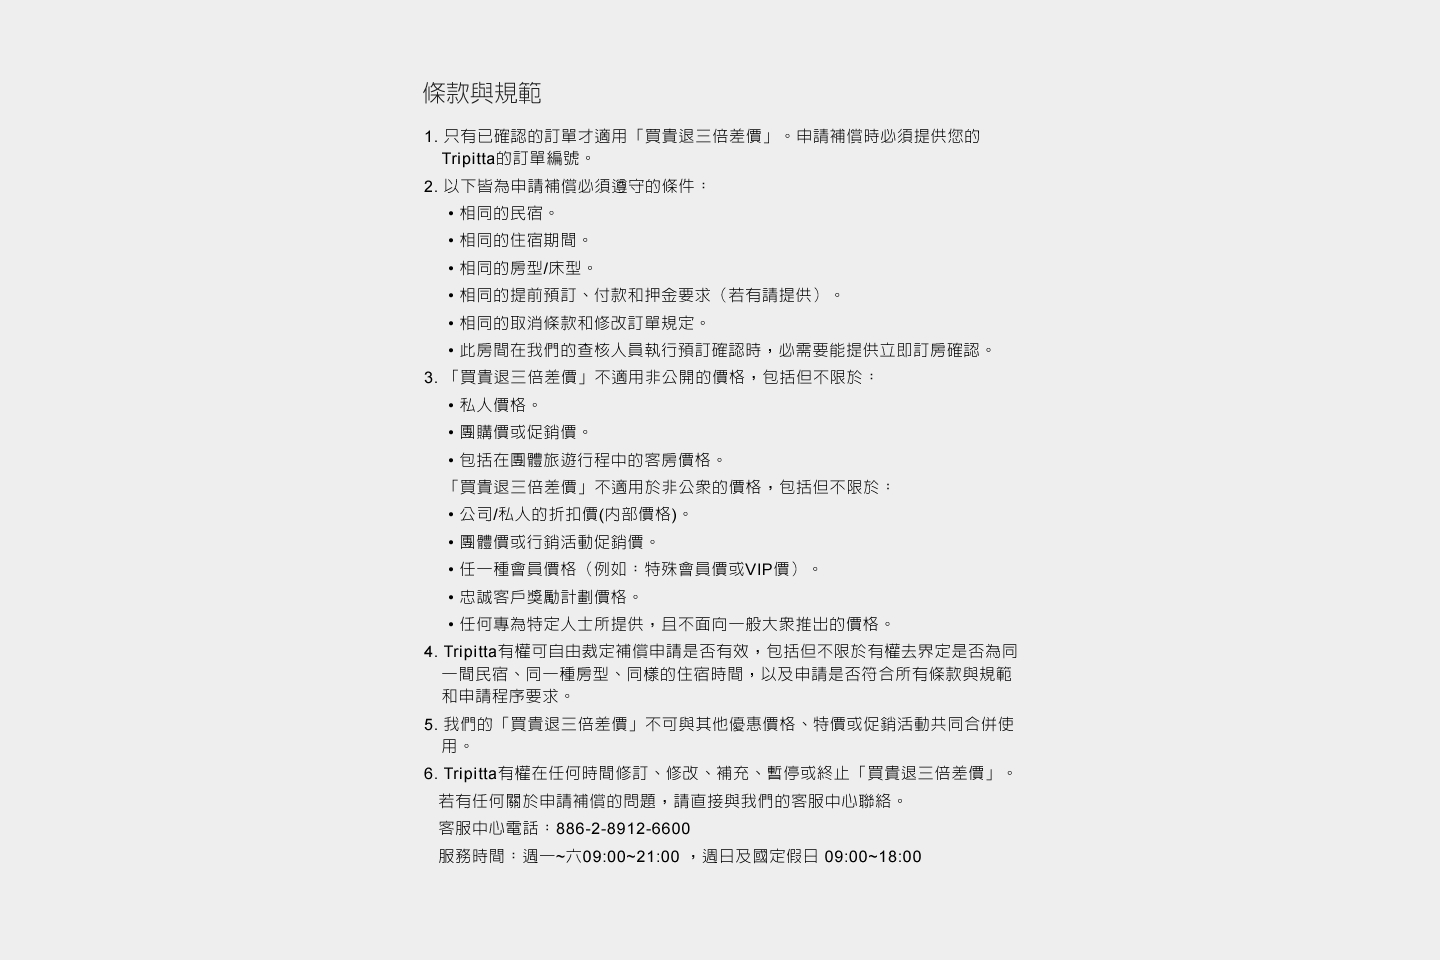 條款與規範
1. 只有已確認的訂單才適用「買貴退三倍差價」。申請補償時必須提供您的
Tripitta的訂單編號。
2. 以下皆為申請補償必須遵守的條件：
• 相同的民宿。
• 相同的住宿期間。
• 相同的房型/床型。
• 相同的提前預訂、付款和押金要求（若有請提供）。
• 相同的取消條款和修改訂單規定。
• 此房間在我們的查核人員執行預訂確認時，必需要能提供立即訂房確認。
3. 「買貴退三倍差價」不適用非公開的價格，包括但不限於：
• 私人價格。
• 團購價或促銷價。
• 包括在團體旅遊行程中的客房價格。
「買貴退三倍差價」不適用於非公眾的價格，包括但不限於：
• 公司/私人的折扣價(内部價格)。
• 團體價或行銷活動促銷價。
• 任一種會員價格（例如：特殊會員價或VIP價）。
• 忠誠客戶獎勵計劃價格。
• 任何專為特定人士所提供，且不面向一般大眾推出的價格。
4. Tripitta有權可自由裁定補償申請是否有效，包括但不限於有權去界定是否為同
一間民宿、同一種房型、同樣的住宿時間，以及申請是否符合所有條款與規範
和申請程序要求。
5. 我們的「買貴退三倍差價」不可與其他優惠價格、特價或促銷活動共同合併使
用。
6. Tripitta有權在任何時間修訂、修改、補充、暫停或終止「買貴退三倍差價」。
若有任何關於申請補償的問題，請直接與我們的客服中心聯絡。
客服中心電話：886-2-8912-6600
服務時間：週一~六09:00~21:00 ，週日及國定假日 09:00~18:00